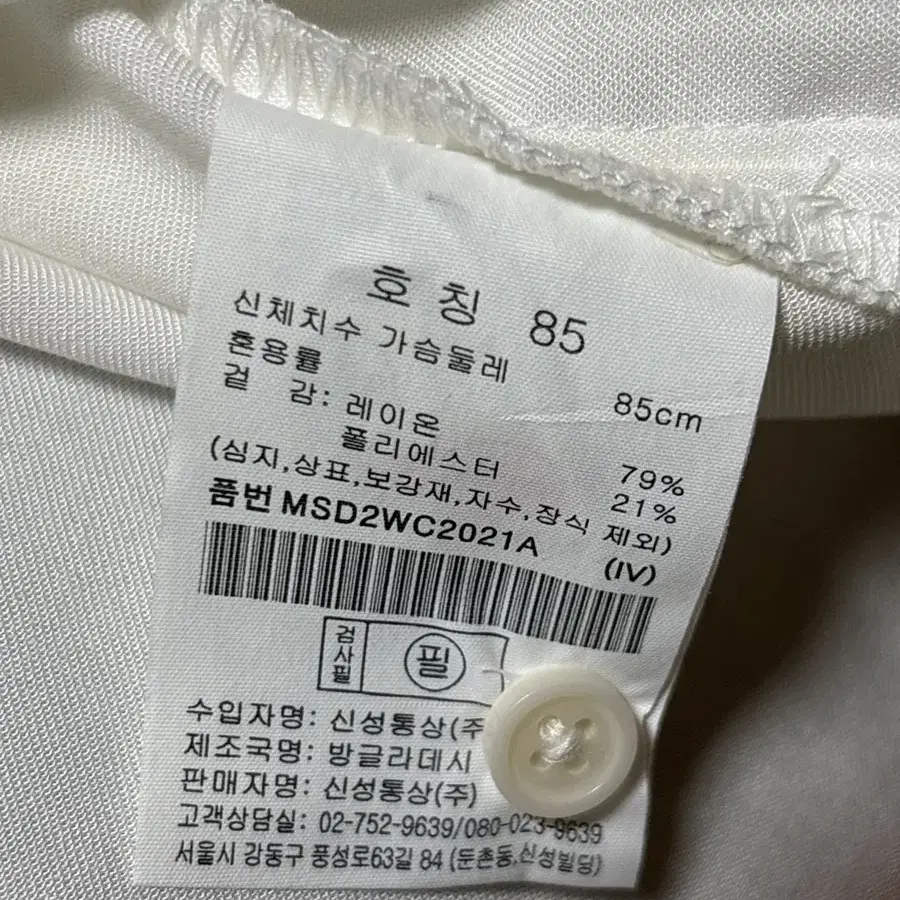 호 칭 85
신체치수 가슴둘레 85cm
혼용률
겉 감: 레이온 79%
폴리에스터 21%
(심지,상표,보강재,자수,장식 제외)
품번 MSD2WC2021A (IV)
검사필 필
수입자명: 신성통상(주
제조국명: 방글라데시
판매자명: 신성통상(주)
고객상담실: 02-752-9639/080-023-9639
서울시 강동구 풍성로63길 84 (둔촌동,신성빌딩)